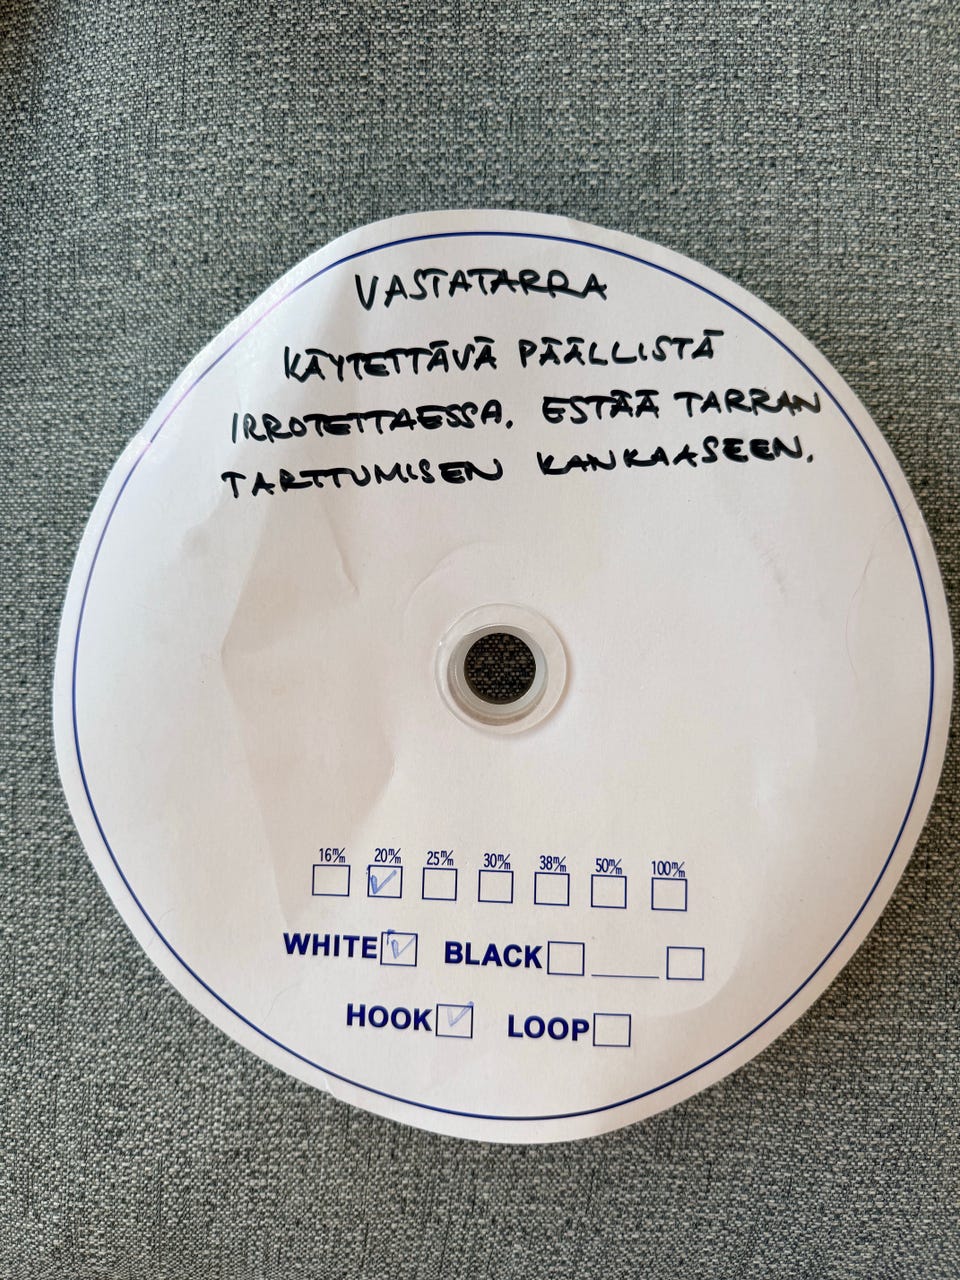 VASTATARRA
KÄYTETTÄVÄ PÄÄLLISTÄ
IRROTETTAESSA. ESTÄÄ TARRAN
TARTTUMISEN KANKAASEEN.
16m/m 20m/m 25m/m 30m/m 38m/m 50m/m 100m/m
WHITE BLACK
HOOK LOOP